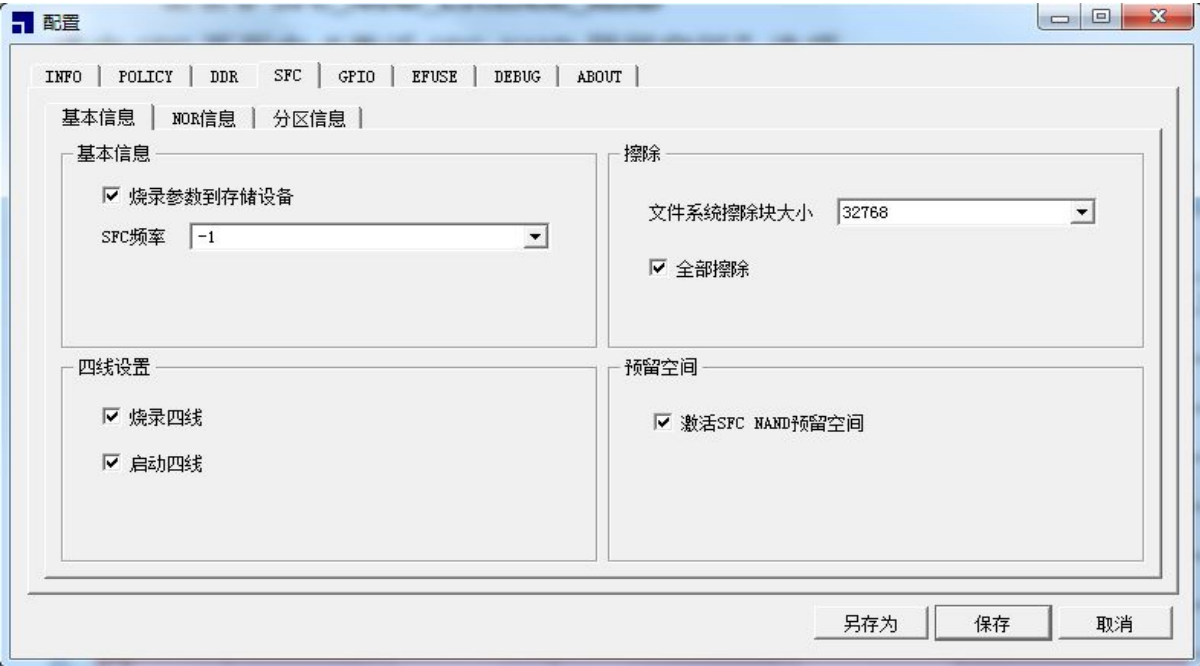 配置
INFO POLICY DDR SFC GPIO EFUSE DEBUG ABOUT
基本信息 NOR信息 分区信息
基本信息
烧录参数到存储设备
SFC频率 -1
擦除
文件系统擦除块大小 32768
全部擦除
四线设置
烧录四线
启动四线
预留空间
激活SFC NAND预留空间
另存为 保存 取消